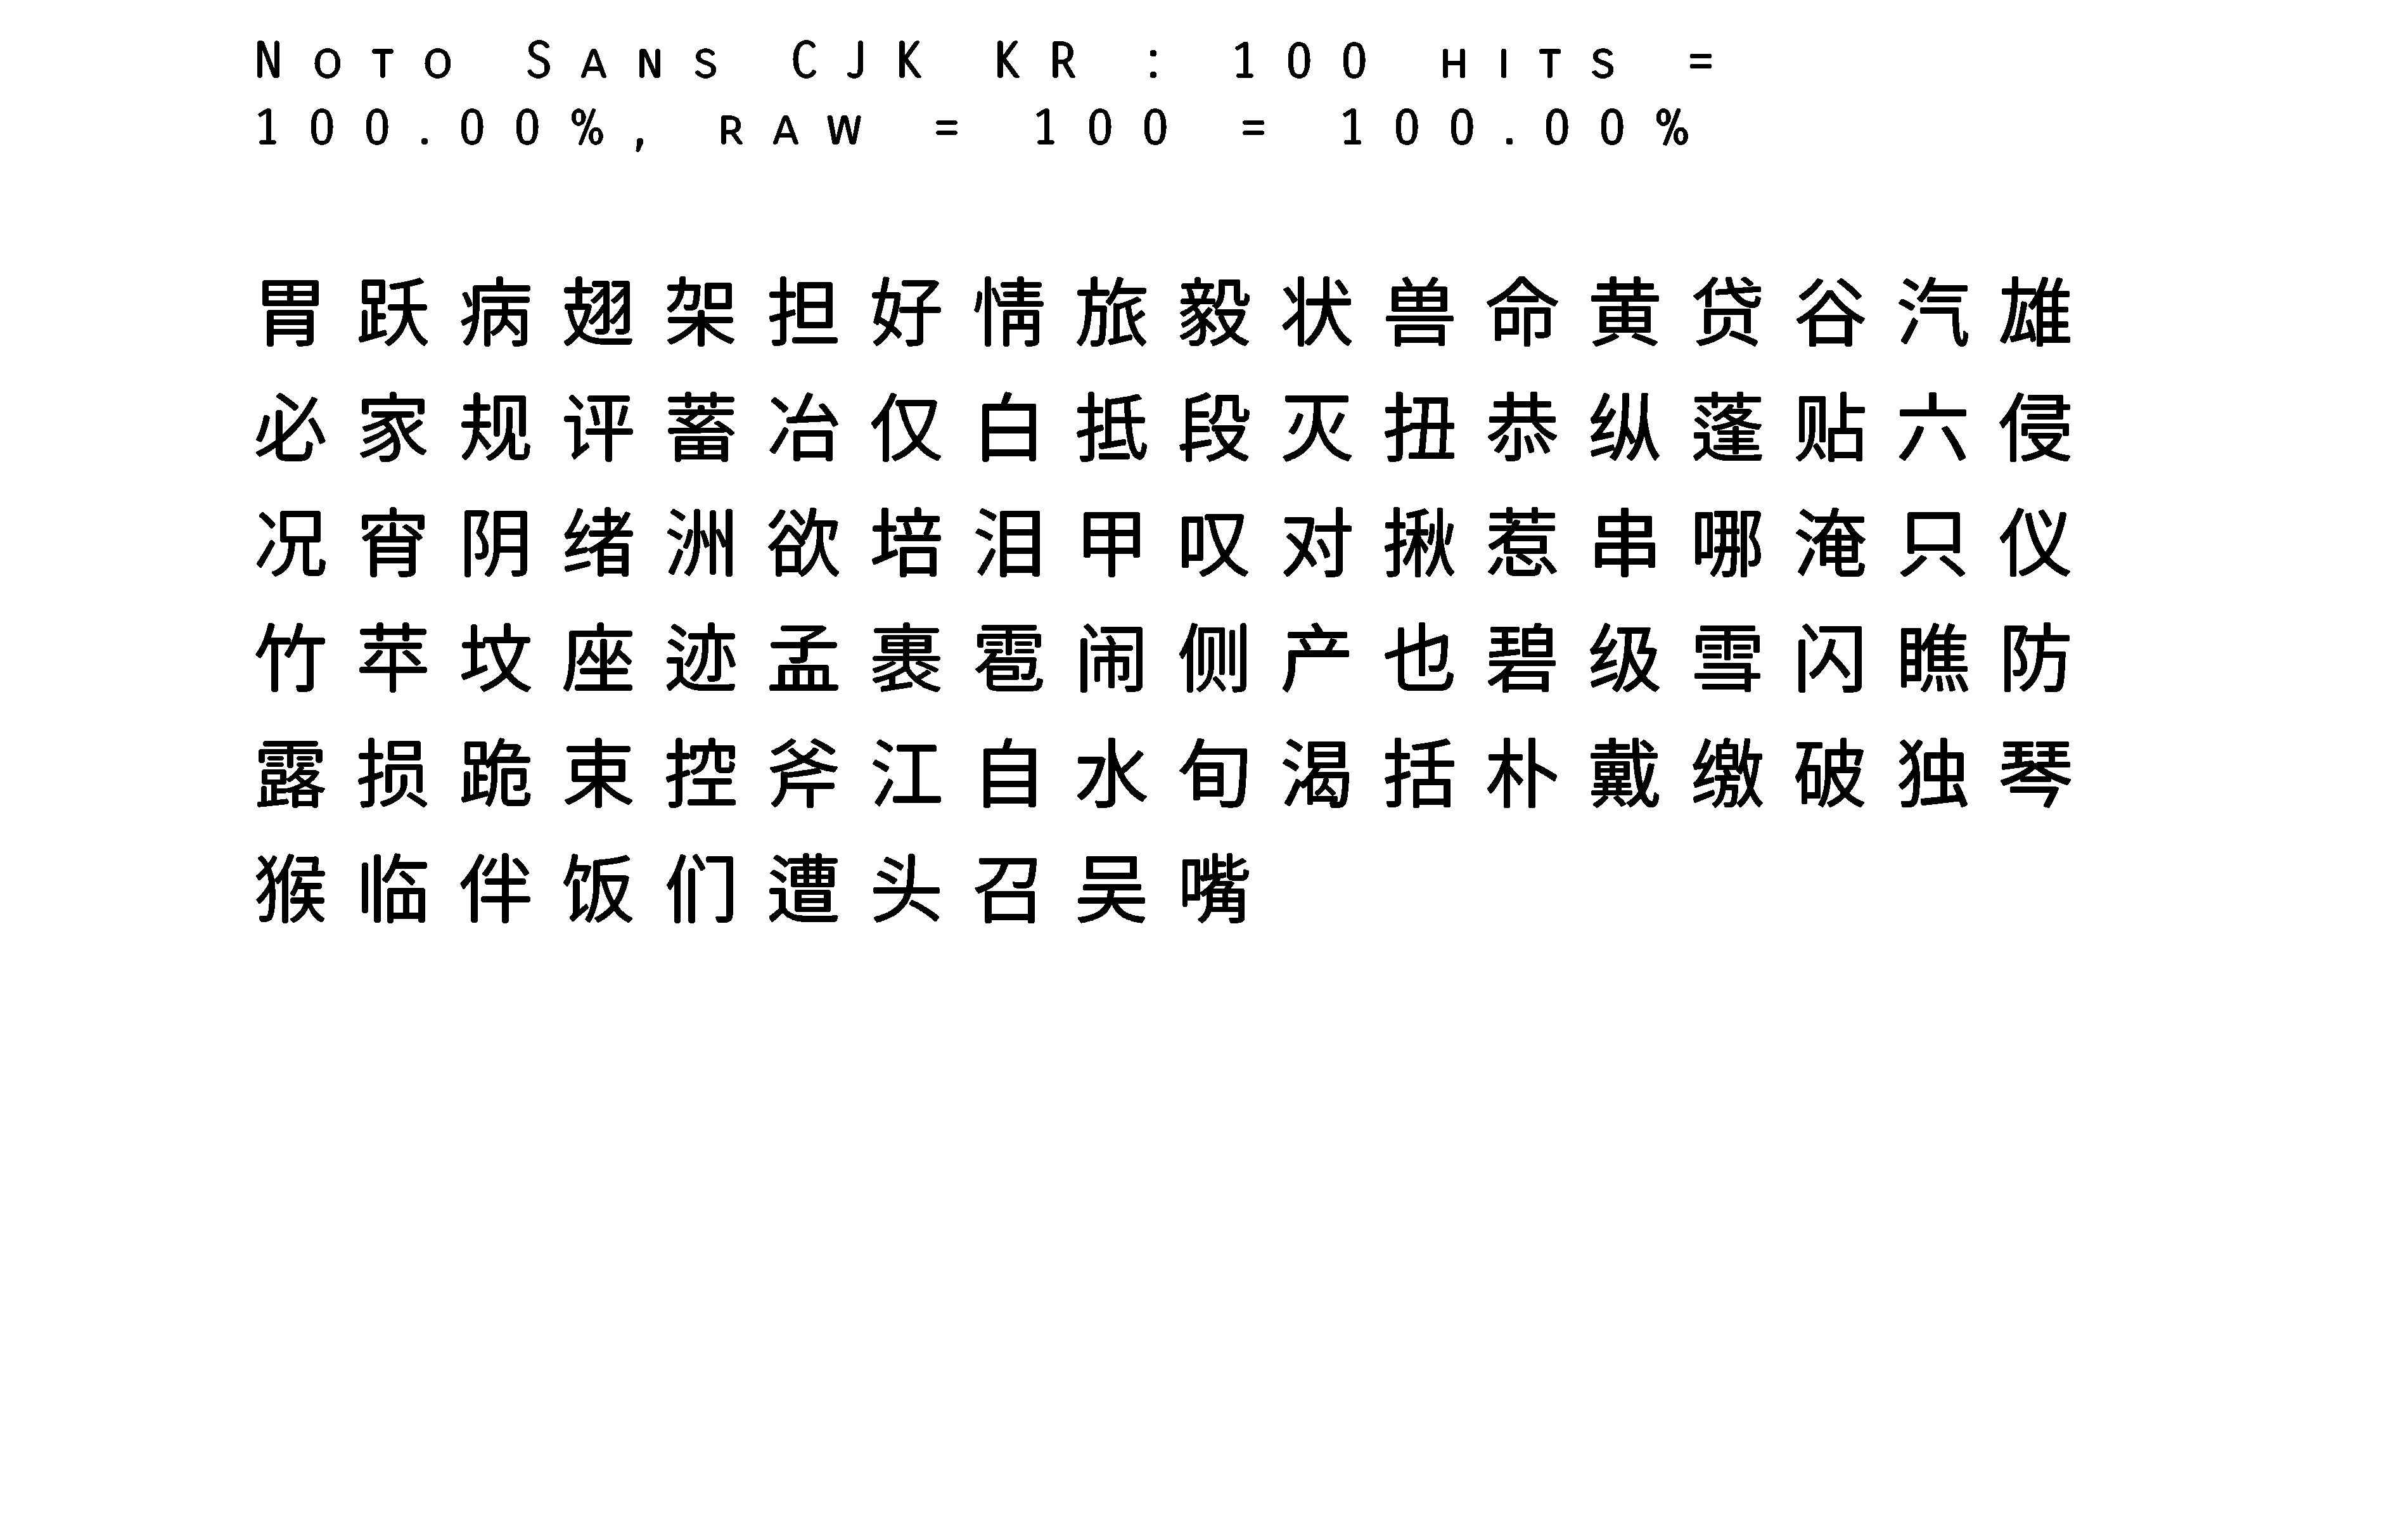 Noto Sans CJK KR : 100 hits =
100.00%, raw = 100 = 100.00%
胃跃病翅架担好情旅毅状兽命黄贷谷汽雄
必家规评蓄冶仅白抵段灭扭恭纵蓬贴六侵
况宵阴绪洲欲培泪甲叹对揪惹串哪淹只仪
竹苹坟座迹孟裹雹闹侧产也碧级雪闪瞧防
露损跪束控斧江自水旬渴括朴戴缴破独琴
猴临伴饭们遭头召吴嘴